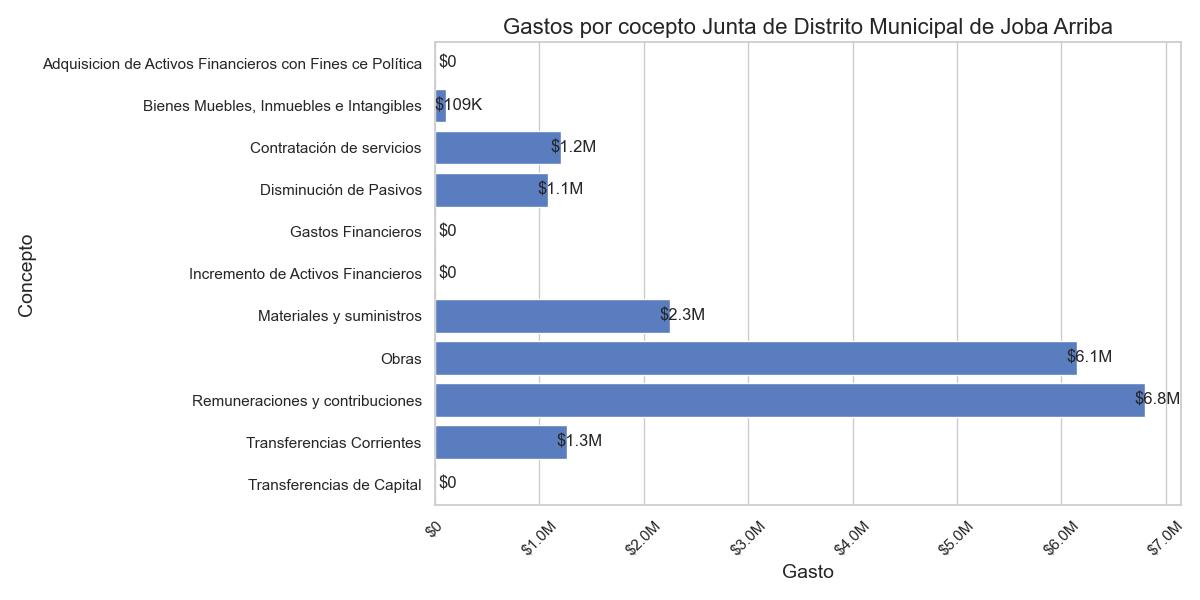 Gastos por cocepto Junta de Distrito Municipal de Joba Arriba
Concepto
Adquisicion de Activos Financieros con Fines ce Política $0
Bienes Muebles, Inmuebles e Intangibles $109K
Contratación de servicios $1.2M
Disminución de Pasivos $1.1M
Gastos Financieros $0
Incremento de Activos Financieros $0
Materiales y suministros $2.3M
Obras $6.1M
Remuneraciones y contribuciones $6.8M
Transferencias Corrientes $1.3M
Transferencias de Capital $0
$0 $1.0M $2.0M $3.0M $4.0M $5.0M $6.0M $7.0M
Gasto